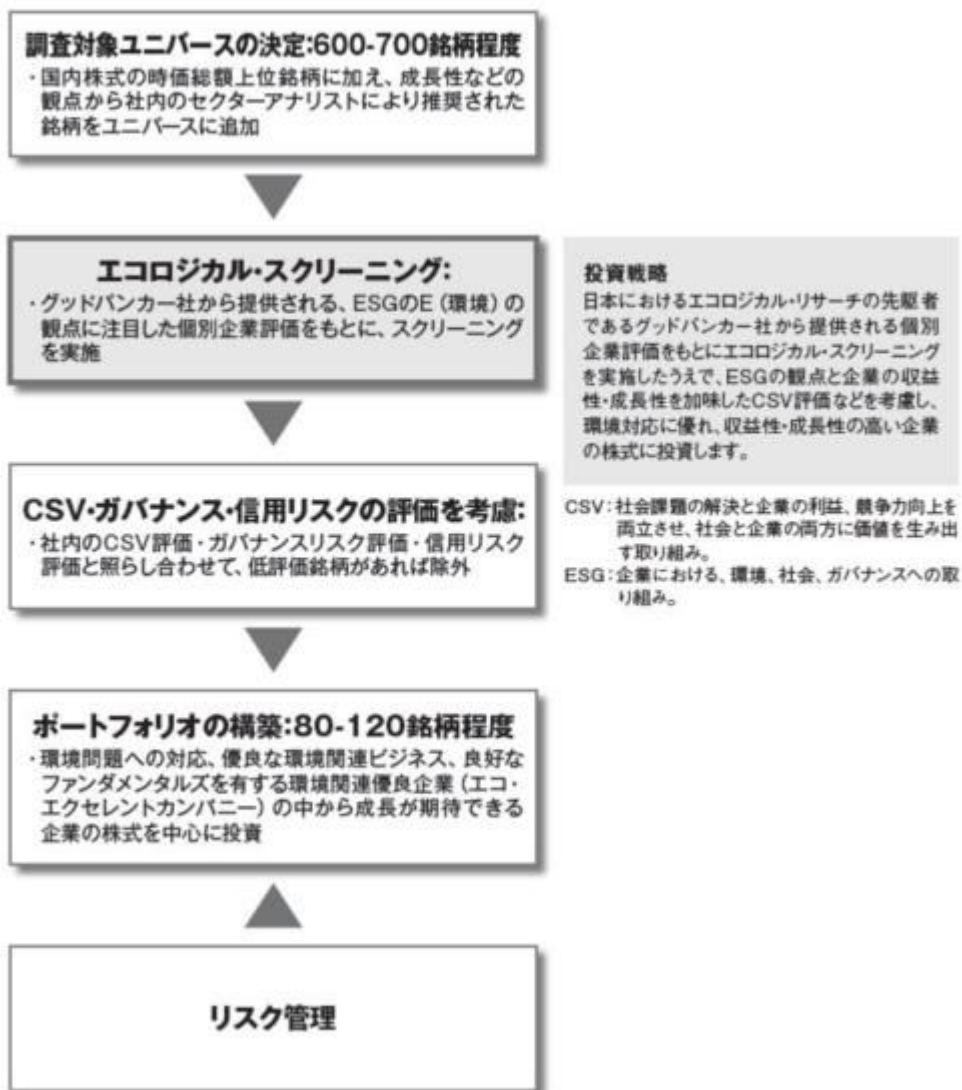 調査対象ユニバースの決定:600-700銘柄程度
・国内株式の時価総額上位銘柄に加え、成長性などの
観点から社内のセクターアナリストにより推奨された
銘柄をユニバースに追加
エコロジカル・スクリーニング:
・グッドバンカー社から提供される、ESGのE（環境）の
観点に注目した個別企業評価をもとに、スクリーニング
を実施
投資戦略
日本におけるエコロジカル・リサーチの先駆者
であるグッドバンカー社から提供される個別
企業評価をもとにエコロジカル・スクリーニング
を実施したうえで、ESGの観点と企業の収益
性・成長性を加味したCSV評価などを考慮し、
環境対応に優れ、収益性・成長性の高い企業
の株式に投資します。
CSV・ガバナンス・信用リスクの評価を考慮:
・社内のCSV評価・ガバナンスリスク評価・信用リスク
評価と照らし合わせて、低評価銘柄があれば除外
CSV:社会課題の解決と企業の利益、競争力向上を
両立させ、社会と企業の両方に価値を生み出
す取り組み。
ESG:企業における、環境、社会、ガバナンスへの取
り組み。
ポートフォリオの構築:80-120銘柄程度
・環境問題への対応、優良な環境関連ビジネス、良好な
ファンダメンタルズを有する環境関連優良企業（エコ・
エクセレントカンパニー）の中から成長が期待できる
企業の株式を中心に投資
リスク管理